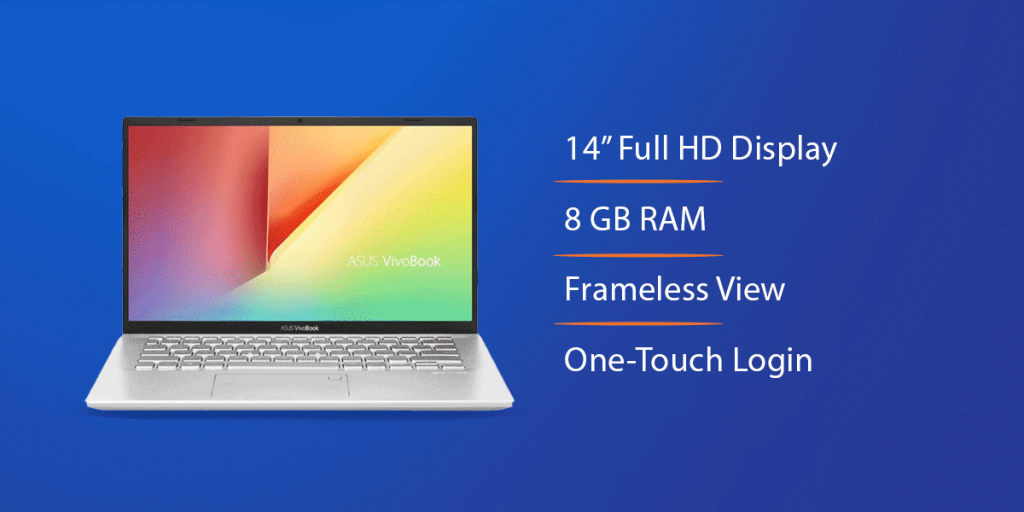 ASUS VivoBook
ASUS VivoBook
14” Full HD Display
8 GB RAM
Frameless View
One-Touch Login